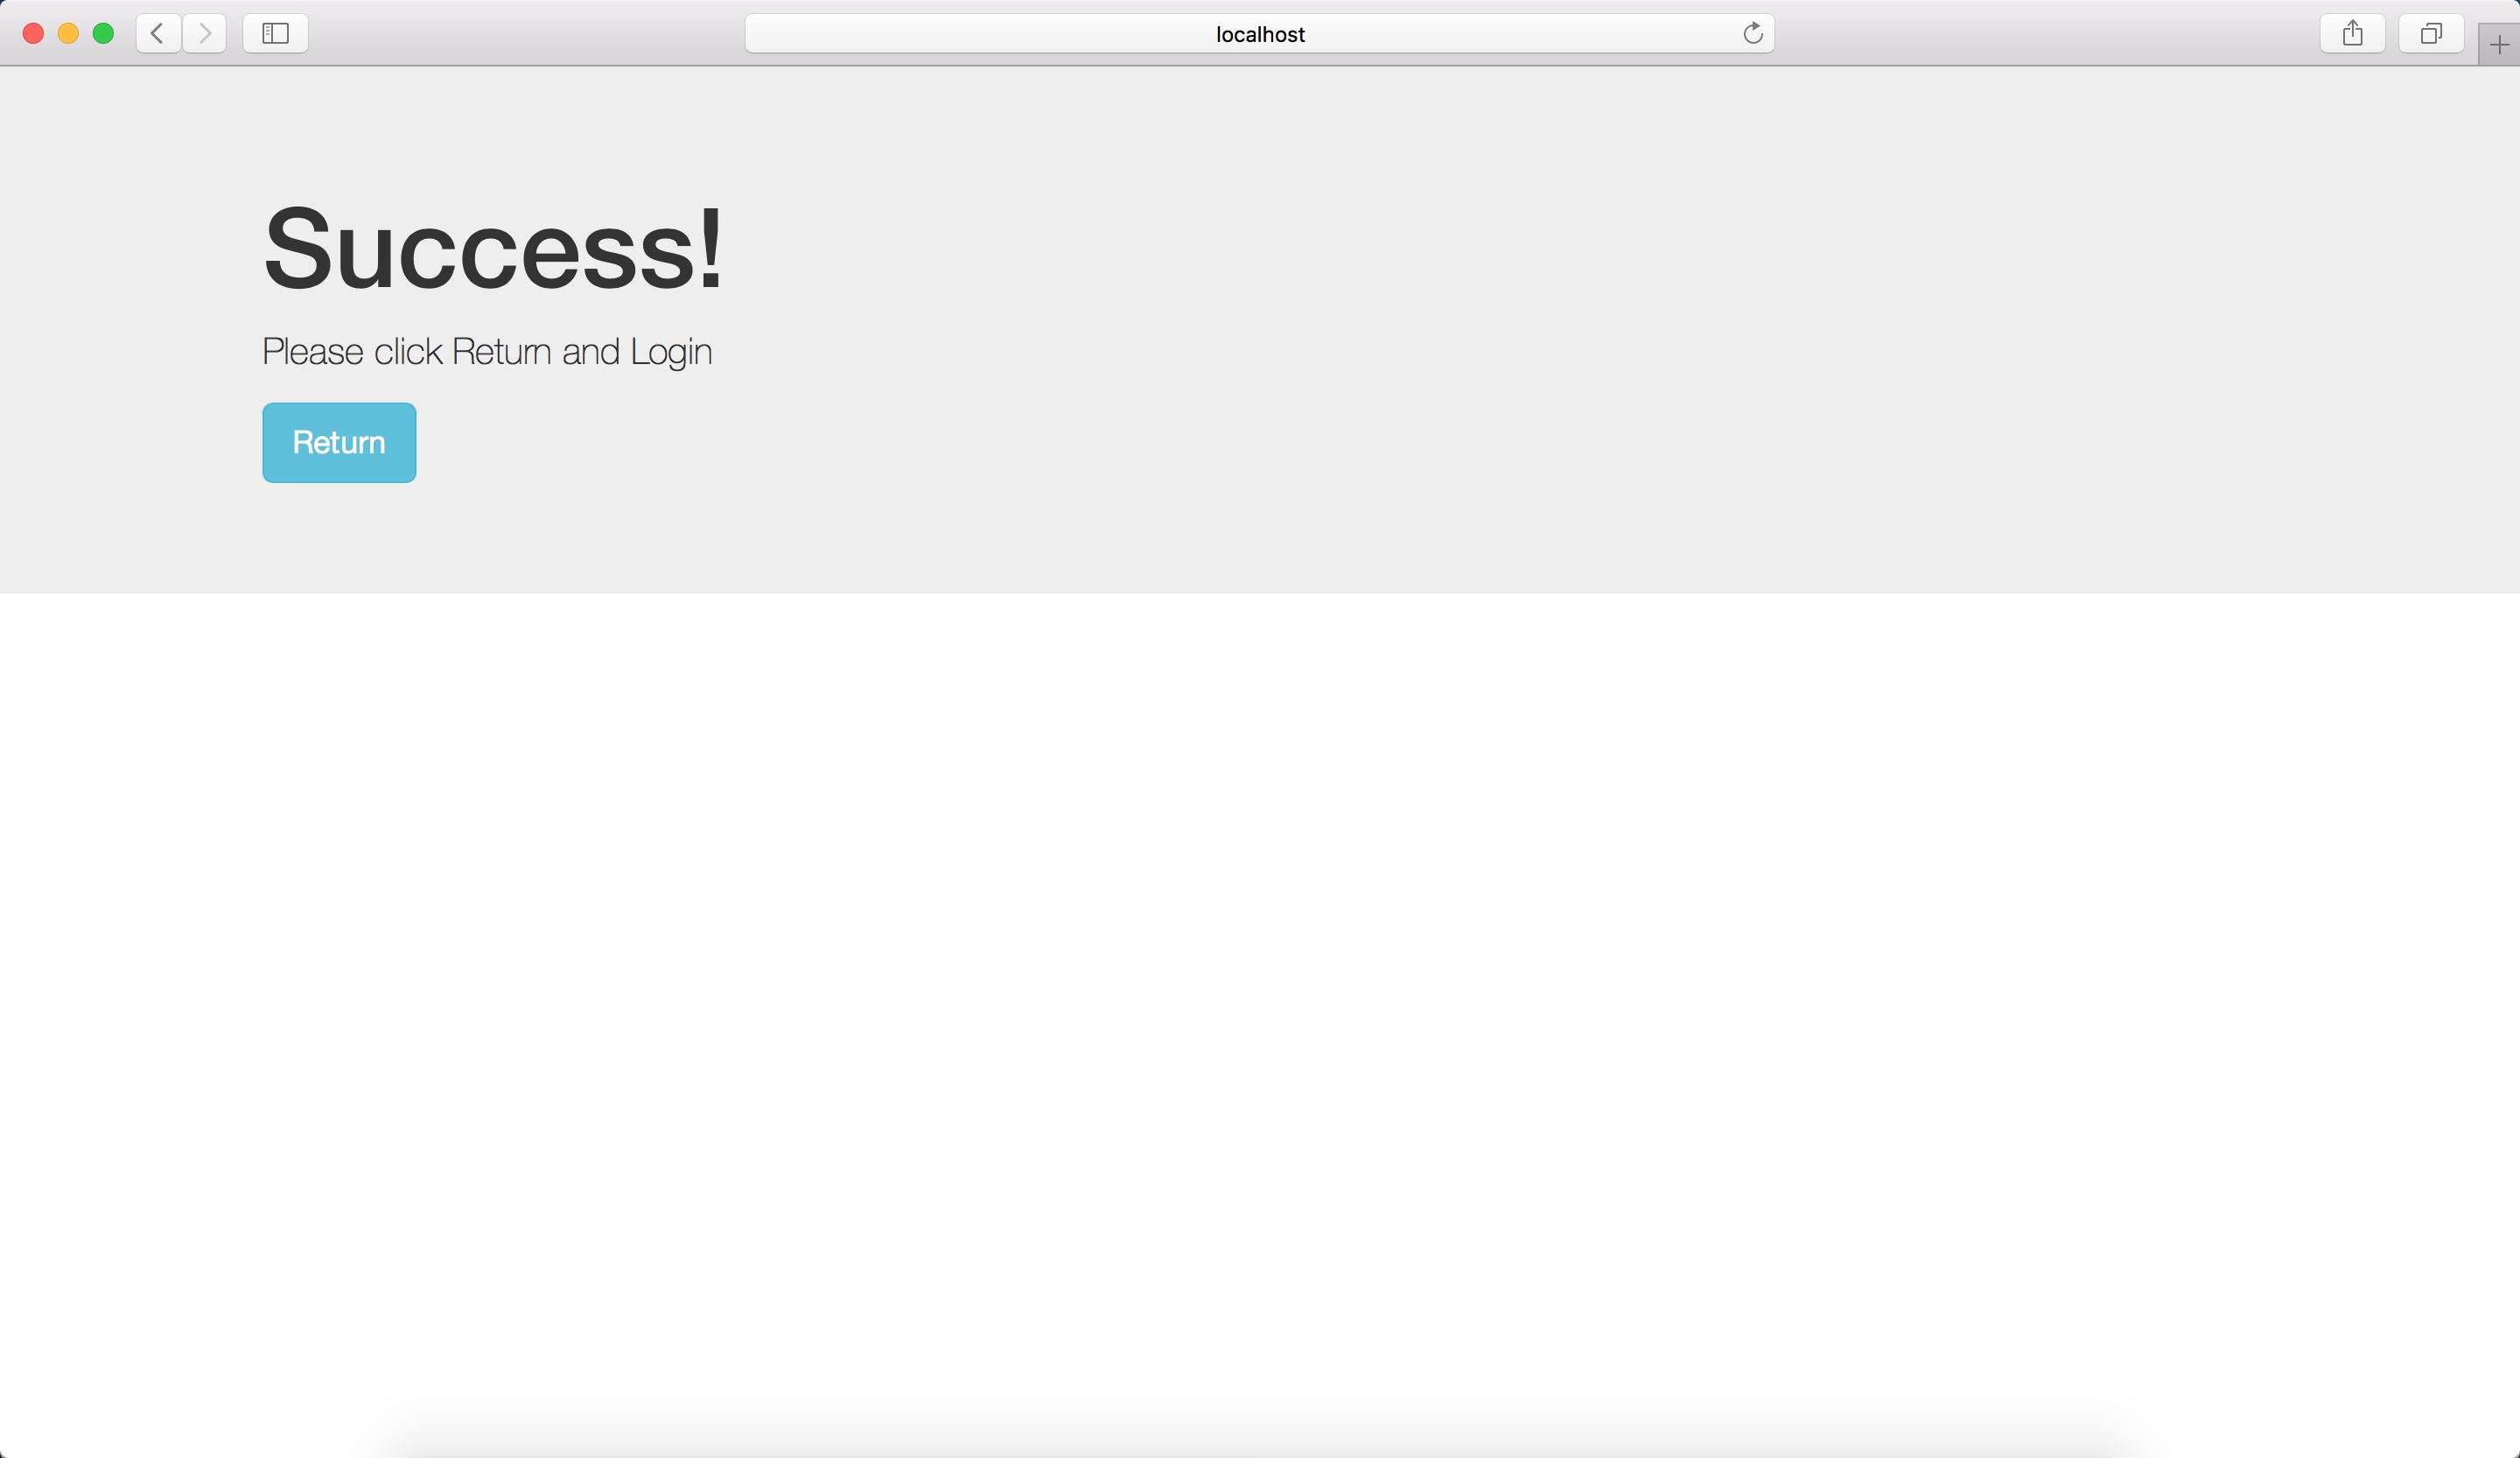 localhost
Success!
Please click Return and Login
Return